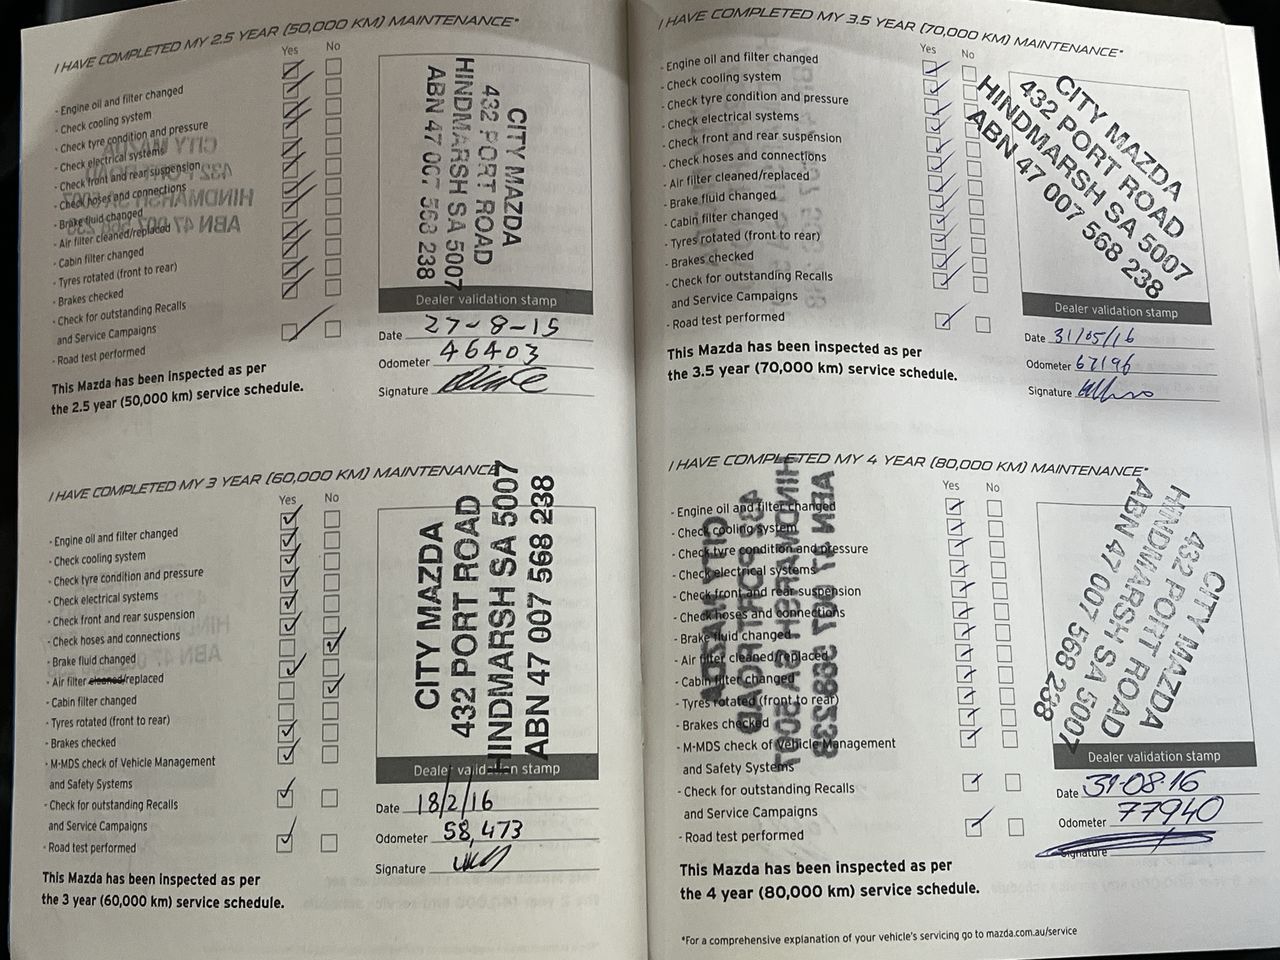 I HAVE COMPLETED MY 2.5 YEAR (50,000 KM) MAINTENANCE*
Yes No
- Engine oil and filter changed
- Check cooling system
- Check tyre condition and pressure
- Check electrical systems
- Check front and rear suspension
- Check hoses and connections
- Brake fluid changed
- Air filter cleaned/replaced
- Cabin filter changed
- Tyres rotated (front to rear)
- Brakes checked
- Check for outstanding Recalls
and Service Campaigns
- Road test performed
This Mazda has been inspected as per
the 2.5 year (50,000 km) service schedule.
CITY MAZDA
432 PORT ROAD
HINDMARSH SA 5007
ABN 47 007 568 238
Dealer validation stamp
Date 27-8-15
Odometer 46403
Signature
I HAVE COMPLETED MY 3 YEAR (60,000 KM) MAINTENANCE*
Yes No
- Engine oil and filter changed
- Check cooling system
- Check tyre condition and pressure
- Check electrical systems
- Check front and rear suspension
- Check hoses and connections
- Brake fluid changed
- Air filter cleaned/replaced
- Cabin filter changed
- Tyres rotated (front to rear)
- Brakes checked
- M-MDS check of Vehicle Management
and Safety Systems
- Check for outstanding Recalls
and Service Campaigns
- Road test performed
This Mazda has been inspected as per
the 3 year (60,000 km) service schedule.
CITY MAZDA
432 PORT ROAD
HINDMARSH SA 5007
ABN 47 007 568 238
Dealer validation stamp
Date 18/2/16
Odometer 58,473
Signature
I HAVE COMPLETED MY 3.5 YEAR (70,000 KM) MAINTENANCE*
Yes No
- Engine oil and filter changed
- Check cooling system
- Check tyre condition and pressure
- Check electrical systems
- Check front and rear suspension
- Check hoses and connections
- Air filter cleaned/replaced
- Brake fluid changed
- Cabin filter changed
- Tyres rotated (front to rear)
- Brakes checked
- Check for outstanding Recalls
and Service Campaigns
- Road test performed
This Mazda has been inspected as per
the 3.5 year (70,000 km) service schedule.
CITY MAZDA
432 PORT ROAD
HINDMARSH SA 5007
ABN 47 007 568 238
Dealer validation stamp
Date 31/05/16
Odometer 67196
Signature
I HAVE COMPLETED MY 4 YEAR (80,000 KM) MAINTENANCE*
Yes No
- Engine oil and filter changed
- Check cooling system
- Check tyre condition and pressure
- Check electrical systems
- Check front and rear suspension
- Check hoses and connections
- Brake fluid changed
- Air filter cleaned/replaced
- Cabin filter changed
- Tyres rotated (front to rear)
- Brakes checked
- M-MDS check of Vehicle Management
and Safety Systems
- Check for outstanding Recalls
and Service Campaigns
- Road test performed
This Mazda has been inspected as per
the 4 year (80,000 km) service schedule.
CITY MAZDA
432 PORT ROAD
HINDMARSH SA 5007
ABN 47 007 568 238
Dealer validation stamp
Date 31-08-16
Odometer 77940
Signature
*For a comprehensive explanation of your vehicle's servicing go to mazda.com.au/service